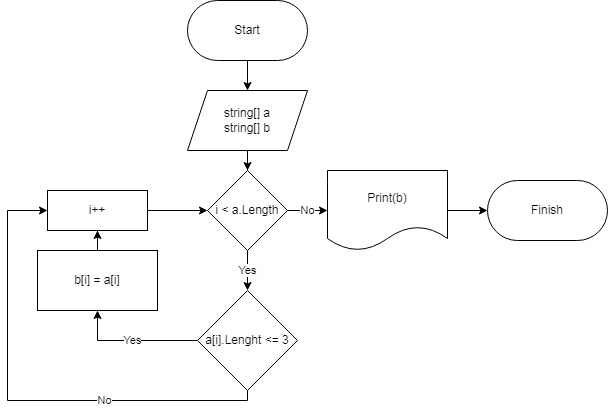 Start
string[] a
string[] b
i++
i < a.Length
No
Print(b)
Finish
Yes
b[i] = a[i]
Yes
a[i].Lenght <= 3
No